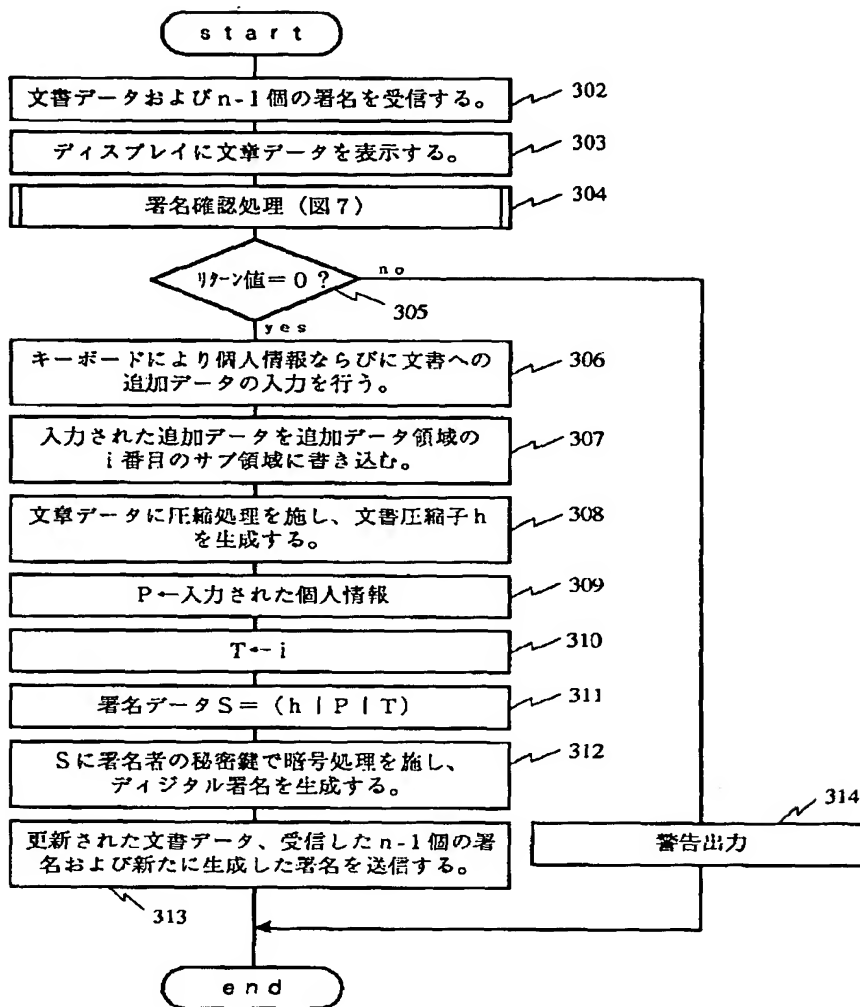 start
文書データおよびn-1個の署名を受信する。
302
ディスプレイに文章データを表示する。
303
署名確認処理(図7)
304
リターン値=0?
no
305
yes
キーボードにより個人情報ならびに文書への
追加データの入力を行う。
306
入力された追加データを追加データ領域の
i番目のサブ領域に書き込む。
307
文章データに圧縮処理を施し、文書圧縮子h
を生成する。
308
P←入力された個人情報
309
T←i
310
署名データS=(h|P|T)
311
Sに署名者の秘密鍵で暗号処理を施し、
ディジタル署名を生成する。
312
更新された文書データ、受信したn-1個の署
名および新たに生成した署名を送信する。
313
314
警告出力
end